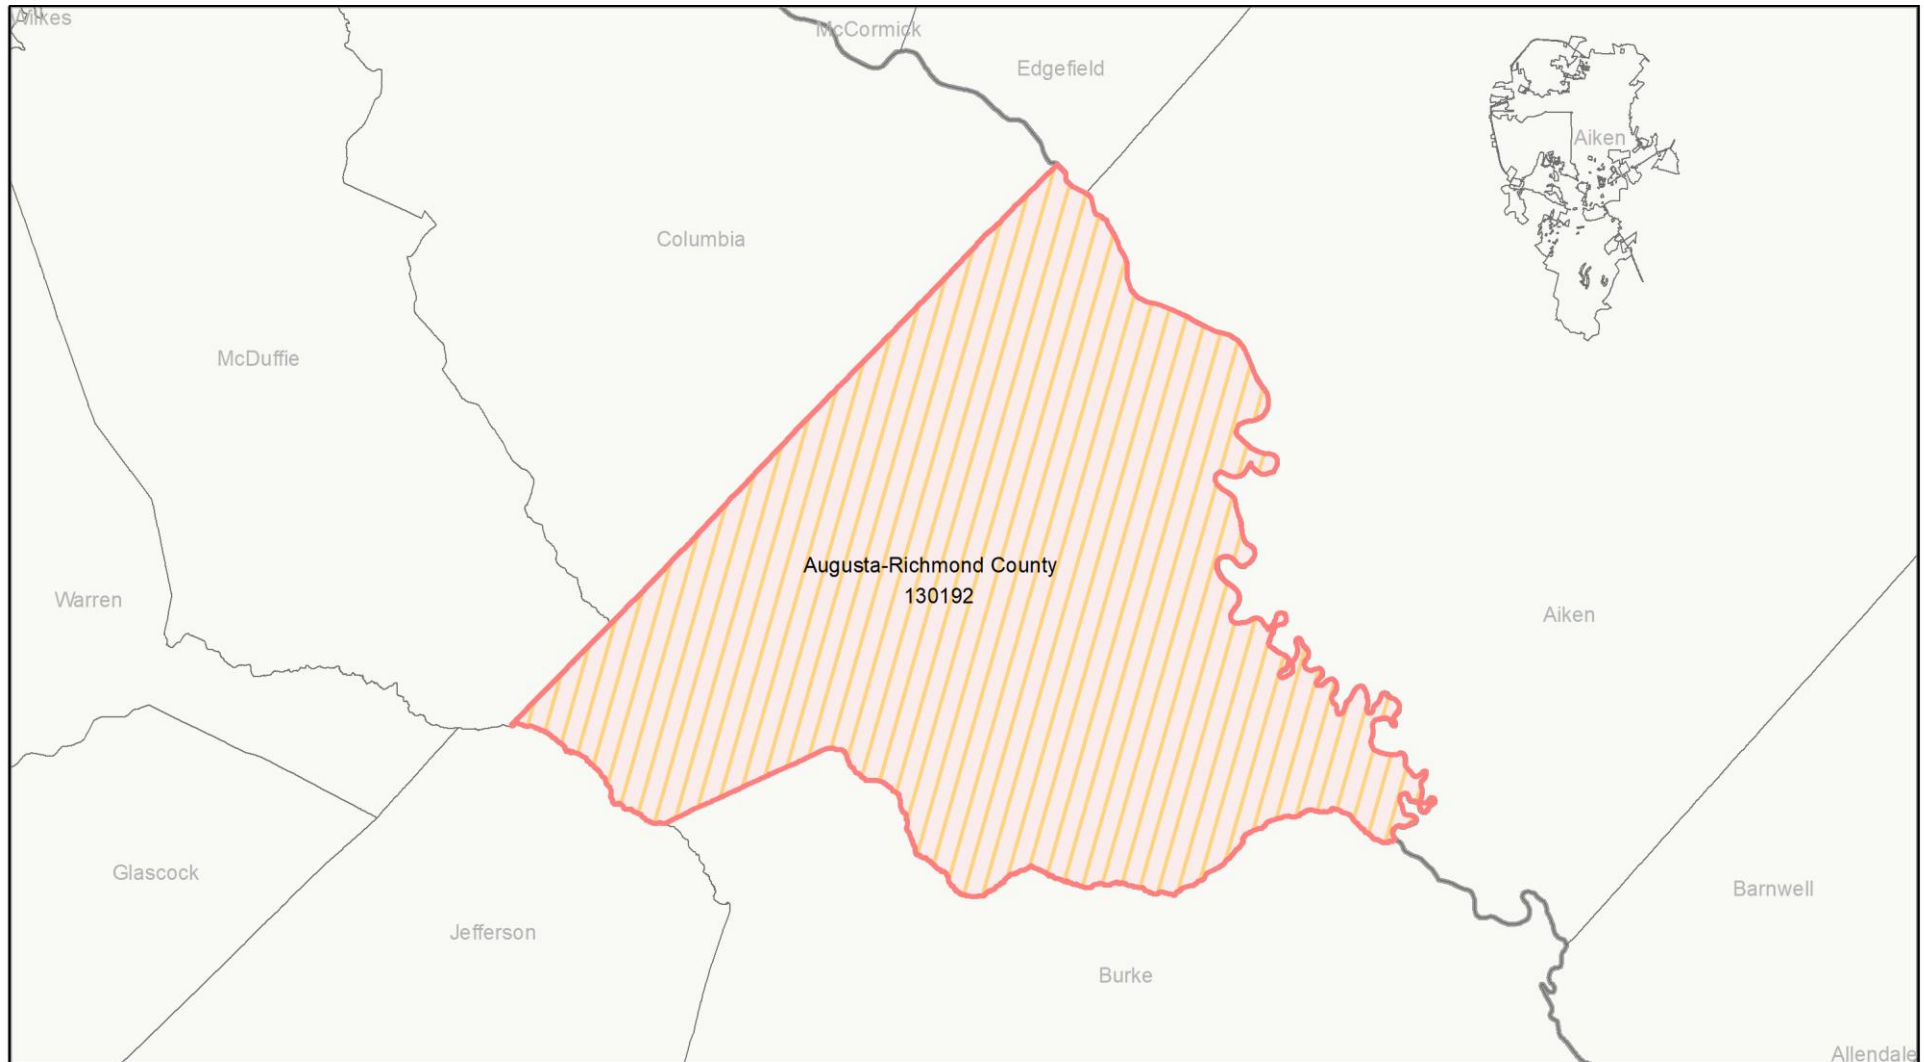 Wilkes
McCormick
Edgefield
Aiken
Columbia
McDuffie
Augusta-Richmond County
130192
Warren
Aiken
Glascock
Barnwell
Jefferson
Burke
Allendale